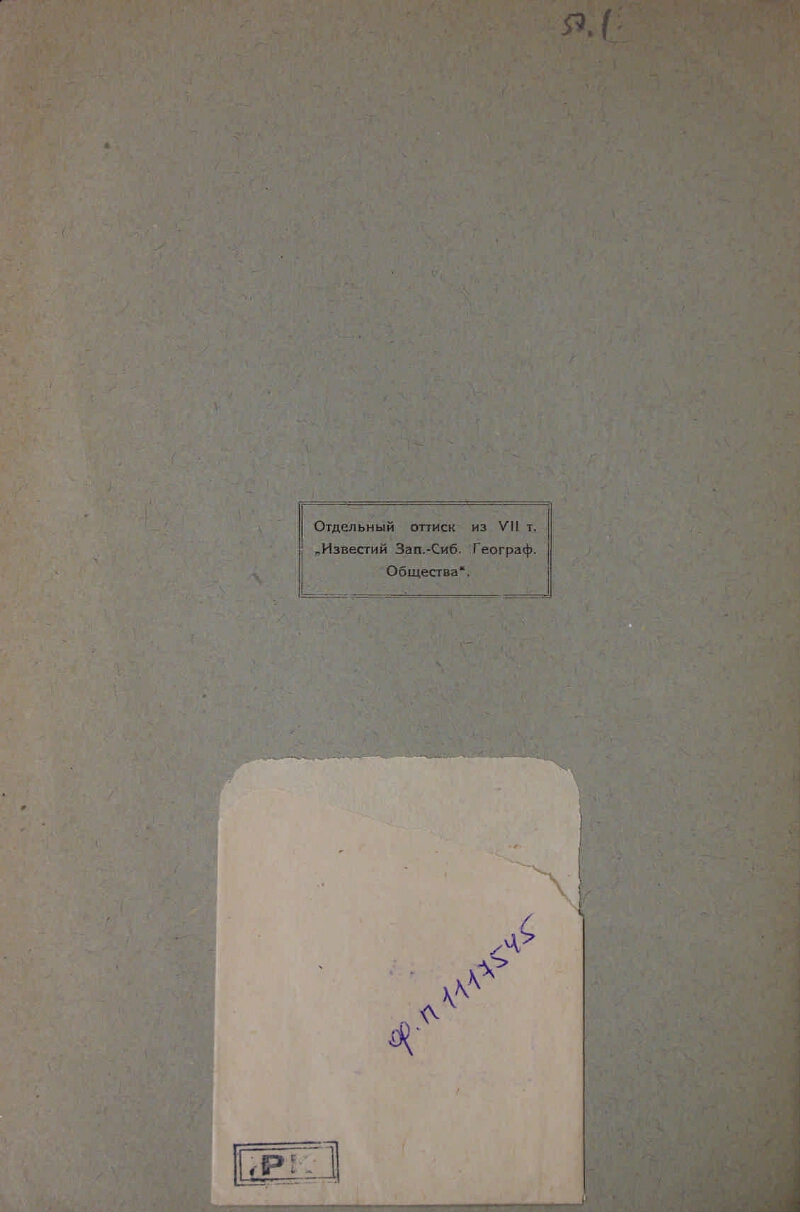 Отдельный оттиск из VII т.
„Известий Зап.-Сиб. Географ.
Общества“.
ф. п 1117545